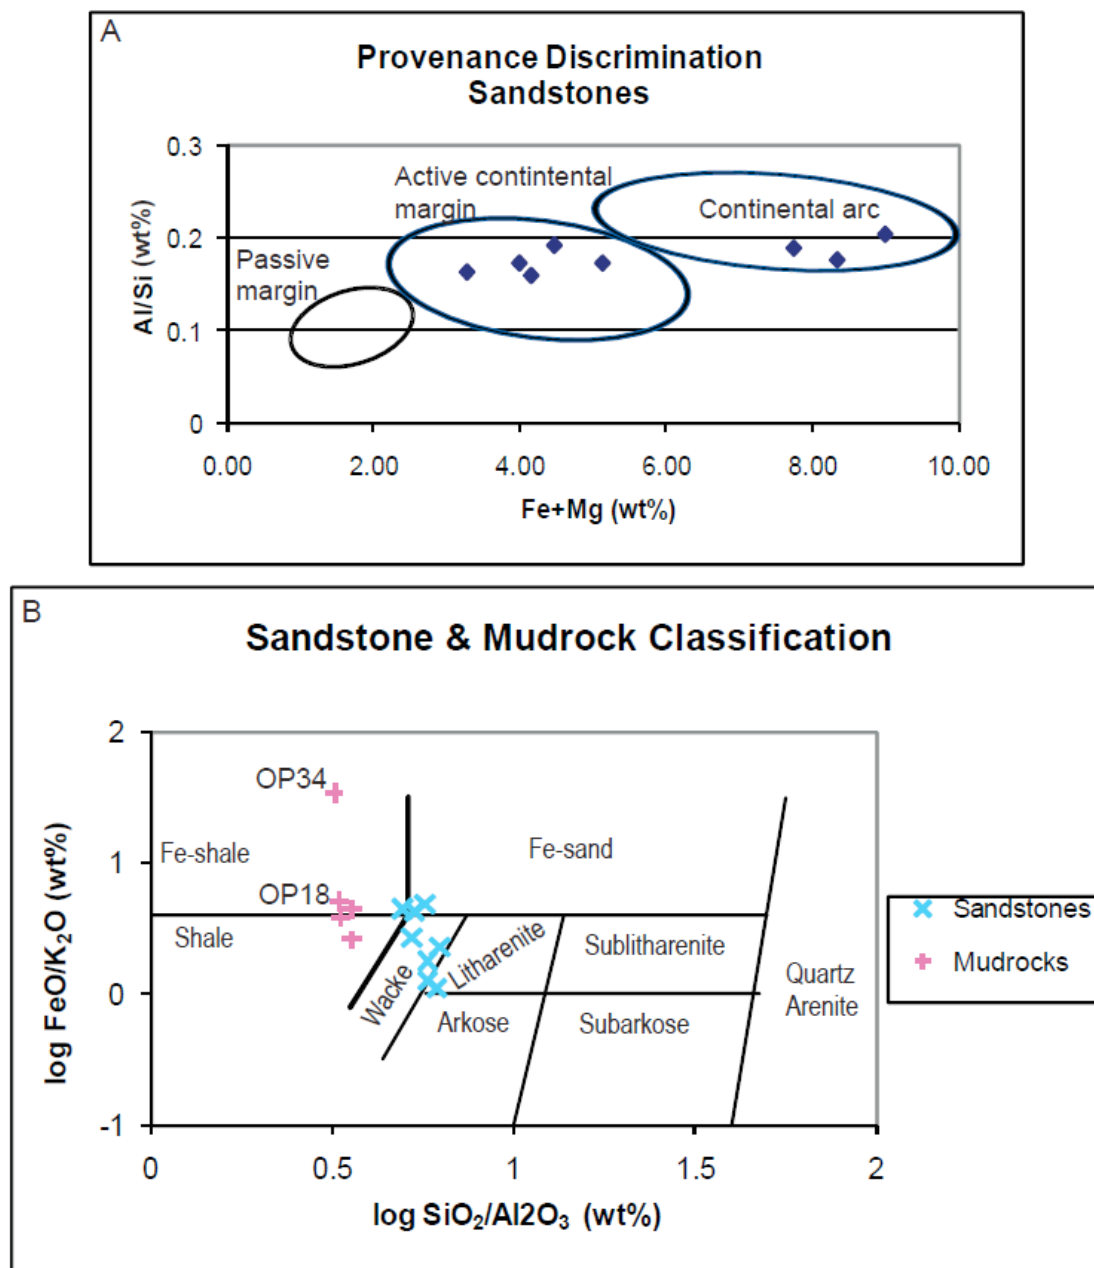 A
Provenance Discrimination
Sandstones
0.3
0.2
0.1
0
Al/Si (wt%)
Active contintental
margin
Continental arc
Passive
margin
0.00 2.00 4.00 6.00 8.00 10.00
Fe+Mg (wt%)
B
Sandstone & Mudrock Classification
2
1
0
-1
log FeO/K₂O (wt%)
OP34
Fe-shale
Fe-sand
OP18
Shale
Wacke
Litharenite
Sublitharenite
Quartz
Arenite
Arkose
Subarkose
Sandstones
Mudrocks
0 0.5 1 1.5 2
log SiO₂/Al2O₃ (wt%)